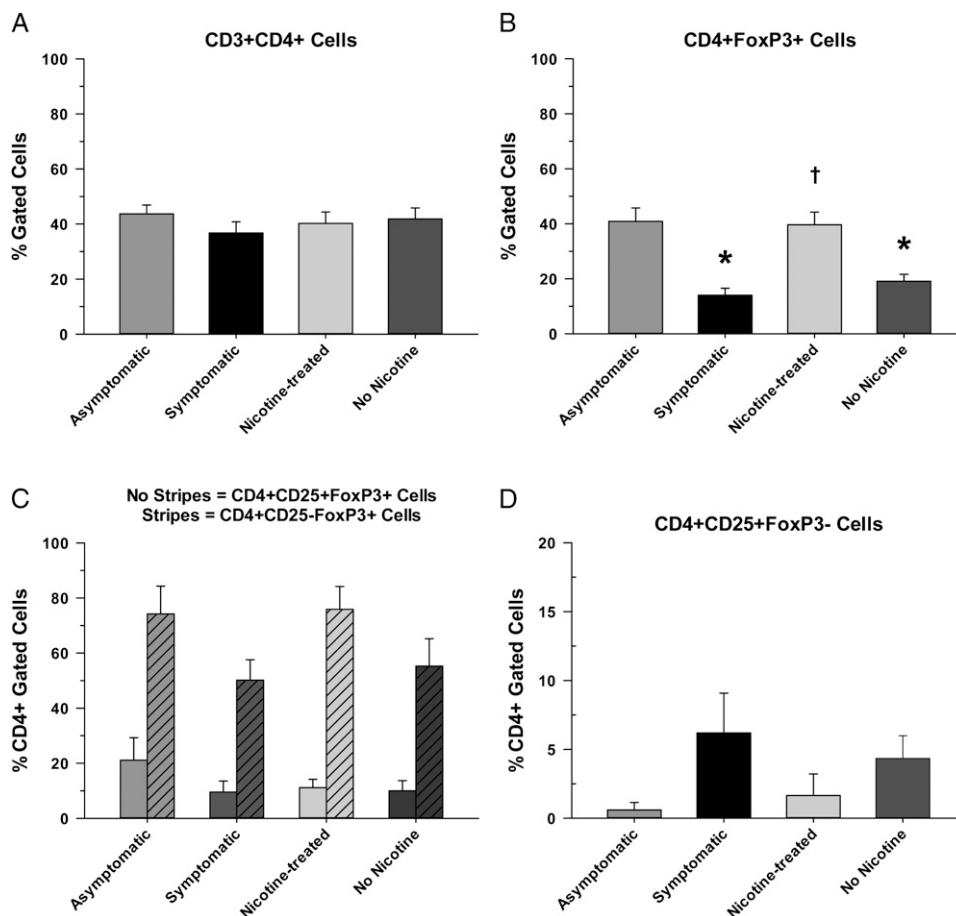 A
CD3+CD4+ Cells
% Gated Cells
100
80
60
40
20
0
Asymptomatic
Symptomatic
Nicotine-treated
No Nicotine
B
CD4+FoxP3+ Cells
% Gated Cells
100
80
60
40
20
0
*
†
*
Asymptomatic
Symptomatic
Nicotine-treated
No Nicotine
C
No Stripes = CD4+CD25+FoxP3+ Cells
Stripes = CD4+CD25-FoxP3+ Cells
% CD4+ Gated Cells
100
80
60
40
20
0
Asymptomatic
Symptomatic
Nicotine-treated
No Nicotine
D
CD4+CD25+FoxP3- Cells
% CD4+ Gated Cells
20
15
10
5
0
Asymptomatic
Symptomatic
Nicotine-treated
No Nicotine